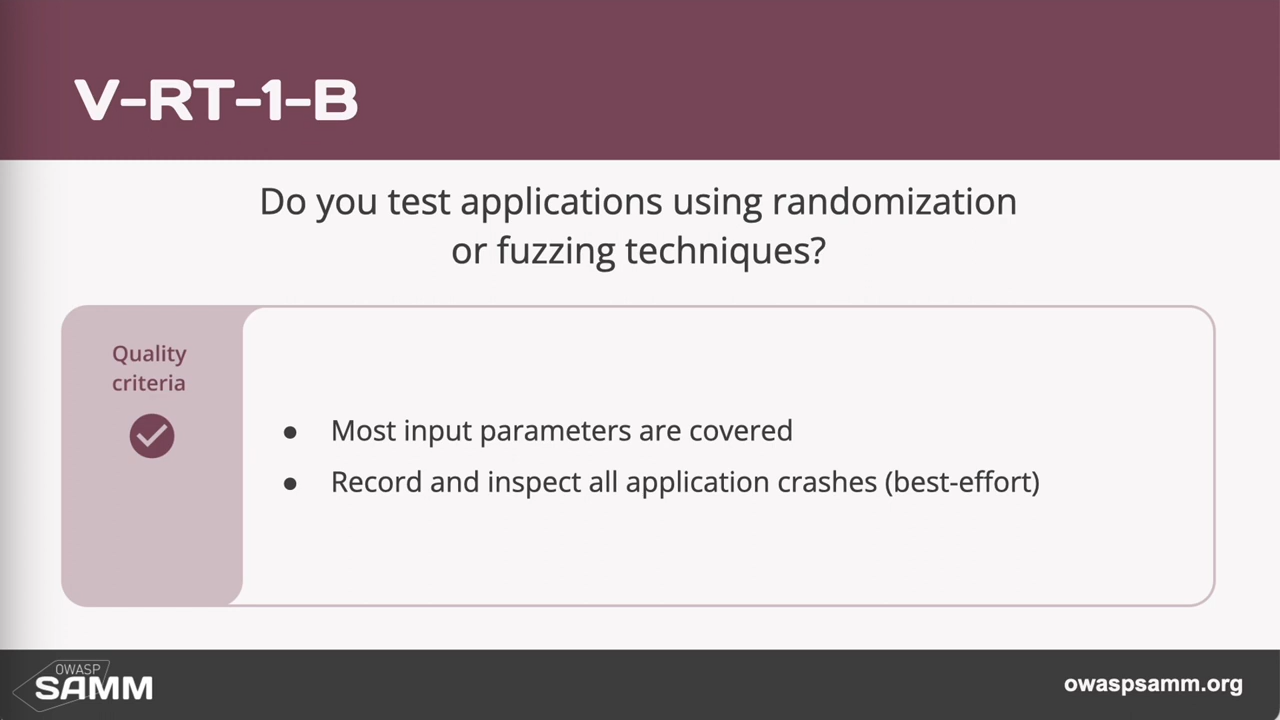 V-RT-1-B
Do you test applications using randomization
or fuzzing techniques?
Quality
criteria
● Most input parameters are covered
● Record and inspect all application crashes (best-effort)
OWASP
SAMM
owaspsamm.org